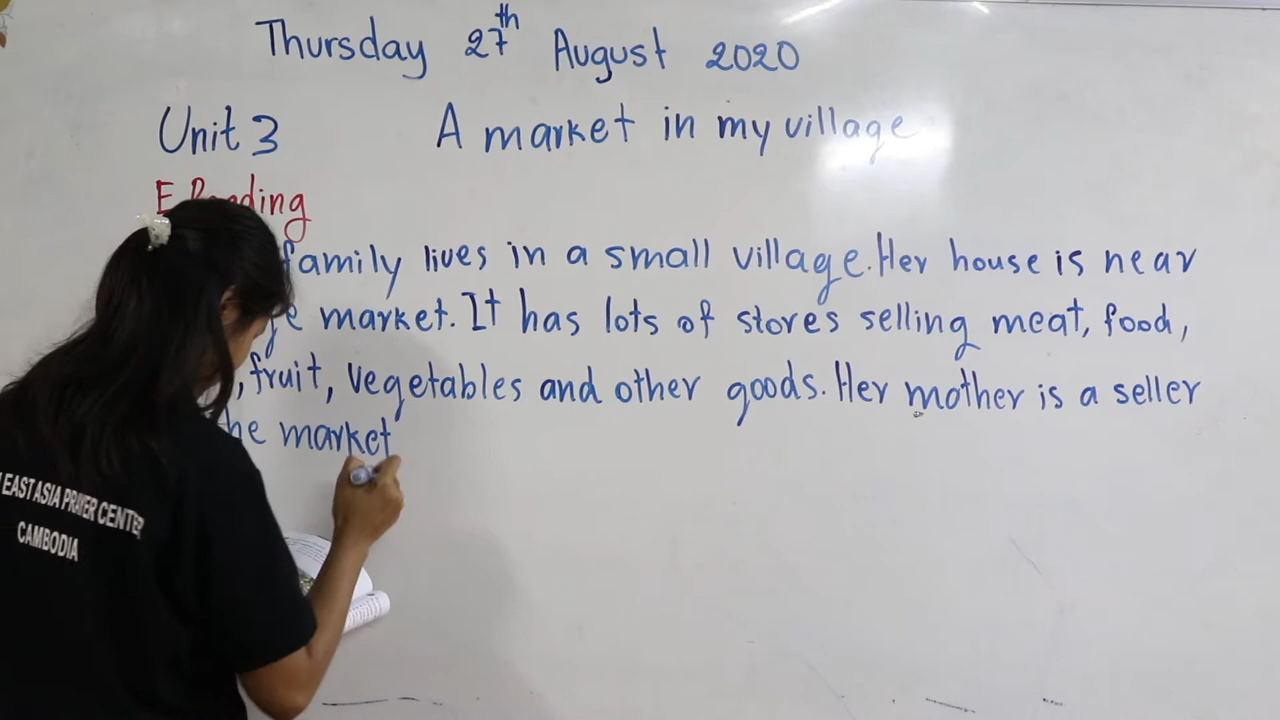 Thursday 27th August 2020
Unit 3 A market in my village
E Reading
family lives in a small village. Her house is near
market. It has lots of stores selling meat, food,
, fruit, vegetables and other goods. Her mother is a seller
he market
EAST ASIA PRAYER CENTER
CAMBODIA